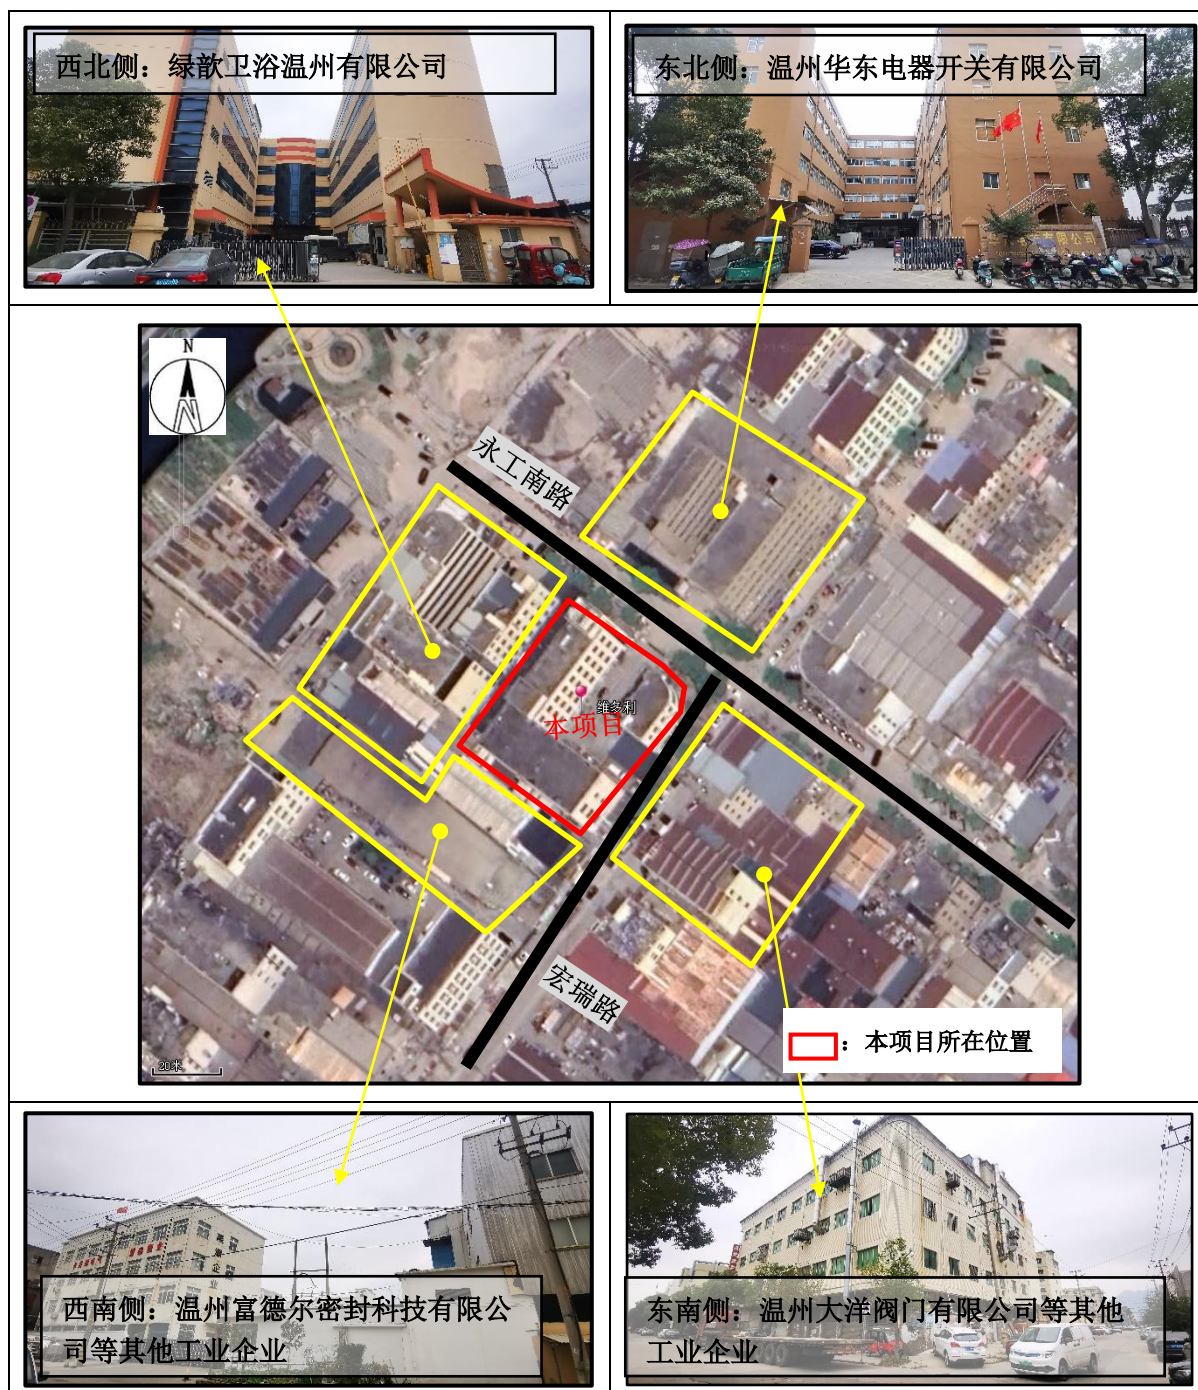 西北侧：绿歆卫浴温州有限公司
东北侧：温州华东电器开关有限公司
限公司
N
永工南路
维多利
本项目
宏瑞路
：本项目所在位置
20米
西南侧：温州富德尔密封科技有限公
司等其他工业企业
东南侧：温州大洋阀门有限公司等其他
工业企业